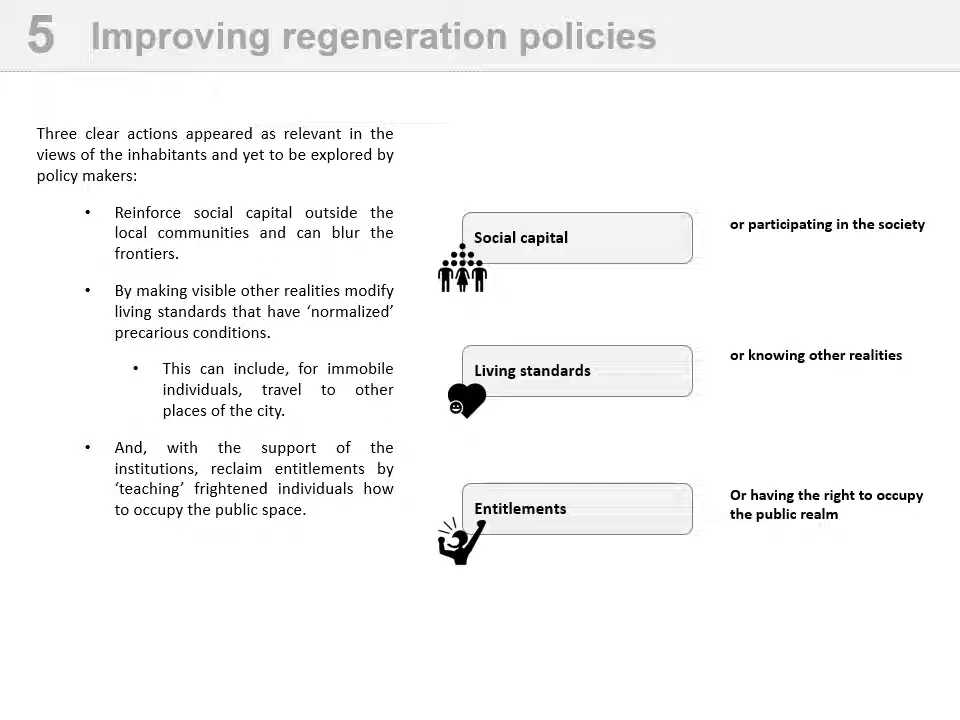 5 Improving regeneration policies
Three clear actions appeared as relevant in the
views of the inhabitants and yet to be explored by
policy makers:
• Reinforce social capital outside the
local communities and can blur the
frontiers.
• By making visible other realities modify
living standards that have ‘normalized’
precarious conditions.
• This can include, for immobile
individuals, travel to other
places of the city.
• And, with the support of the
institutions, reclaim entitlements by
‘teaching’ frightened individuals how
to occupy the public space.
Social capital
or participating in the society
Living standards
or knowing other realities
Entitlements
Or having the right to occupy
the public realm